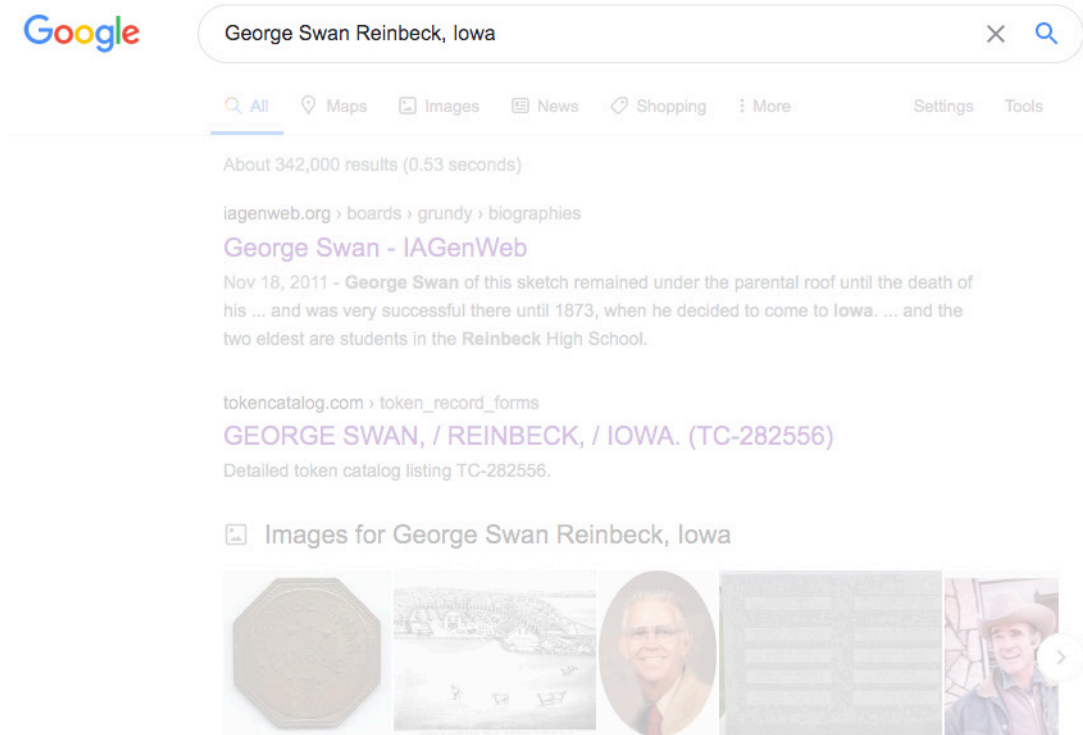 Google
George Swan Reinbeck, Iowa
All Maps Images News Shopping More Settings Tools
About 342,000 results (0.53 seconds)
iagenweb.org › boards › grundy › biographies
George Swan - IAGenWeb
Nov 18, 2011 - George Swan of this sketch remained under the parental roof until the death of
his ... and was very successful there until 1873, when he decided to come to Iowa. ... and the
two eldest are students in the Reinbeck High School.
tokencatalog.com › token_record_forms
GEORGE SWAN, / REINBECK, / IOWA. (TC-282556)
Detailed token catalog listing TC-282556.
Images for George Swan Reinbeck, Iowa